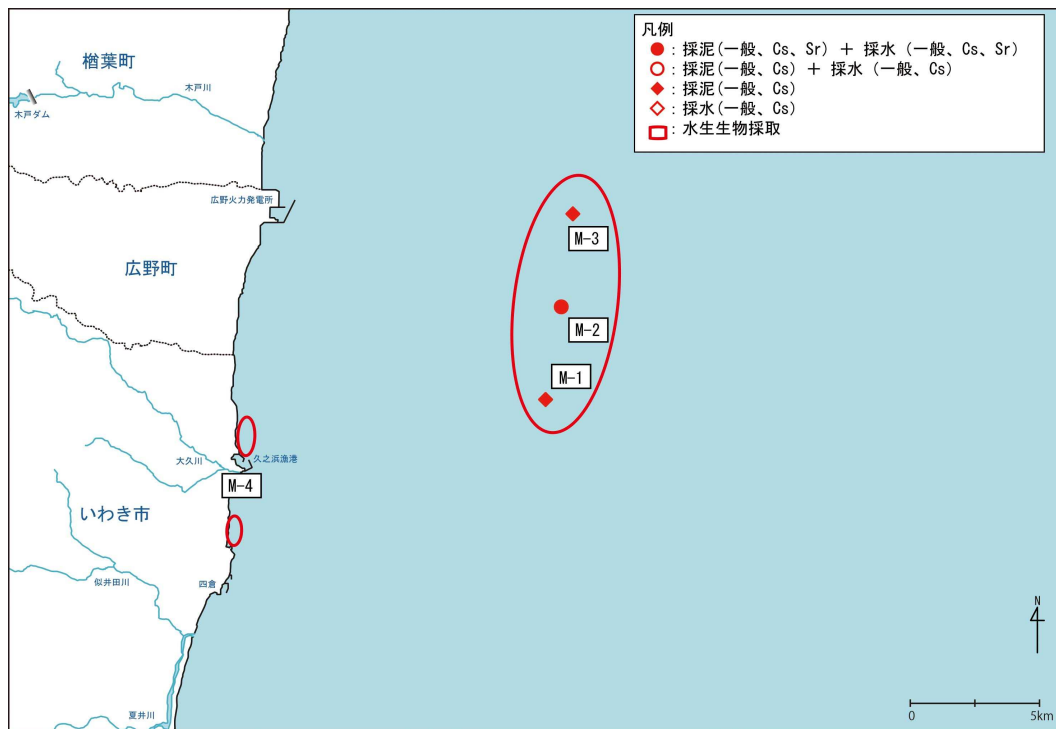 凡例
: 採泥(一般、Cs、Sr) + 採水 (一般、Cs、Sr)
: 採泥(一般、Cs) + 採水 (一般、Cs)
: 採泥(一般、Cs)
: 採水(一般、Cs)
: 水生生物採取
楢葉町
木戸川
木戸ダム
広野火力発電所
M-3
広野町
M-2
M-1
大久川
久之浜漁港
M-4
いわき市
似井田川
四倉
N
夏井川
0 5km